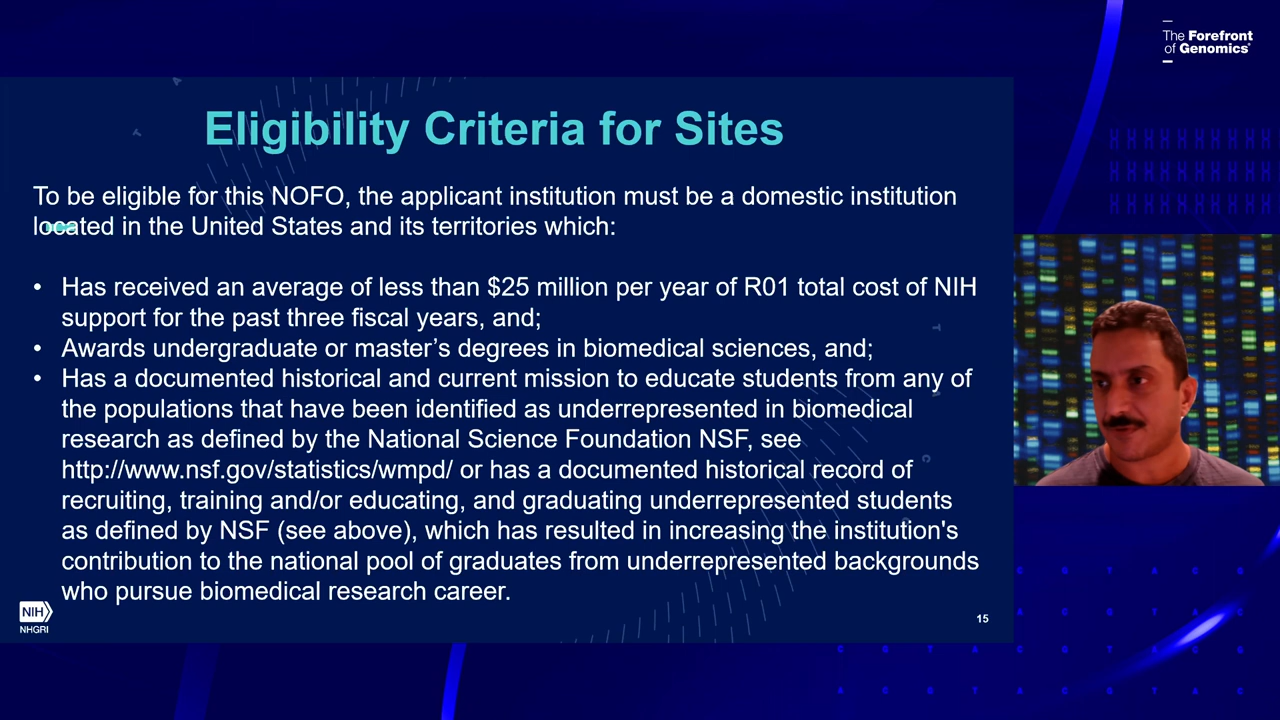 The Forefront
of Genomics®
Eligibility Criteria for Sites
To be eligible for this NOFO, the applicant institution must be a domestic institution
located in the United States and its territories which:
• Has received an average of less than $25 million per year of R01 total cost of NIH
support for the past three fiscal years, and;
• Awards undergraduate or master’s degrees in biomedical sciences, and;
• Has a documented historical and current mission to educate students from any of
the populations that have been identified as underrepresented in biomedical
research as defined by the National Science Foundation NSF, see
http://www.nsf.gov/statistics/wmpd/ or has a documented historical record of
recruiting, training and/or educating, and graduating underrepresented students
as defined by NSF (see above), which has resulted in increasing the institution's
contribution to the national pool of graduates from underrepresented backgrounds
who pursue biomedical research career.
NIH
NHGRI
15